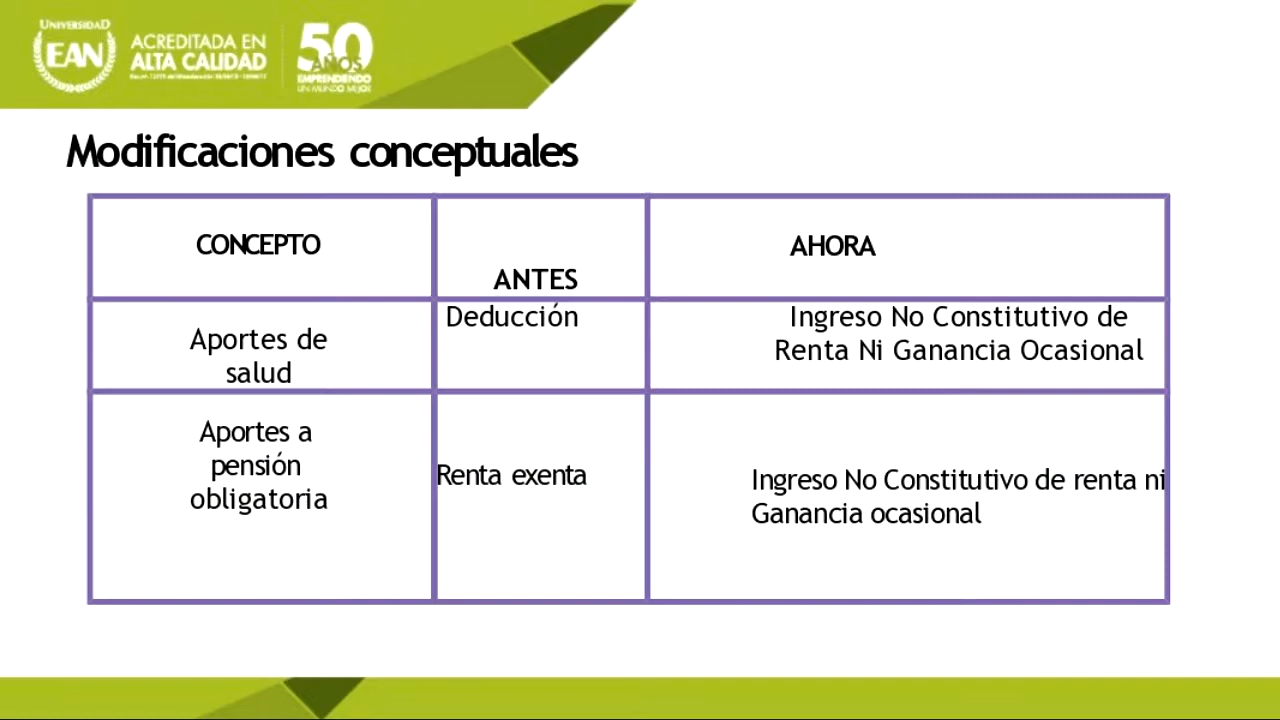 UNIVERSIDAD
EAN
ACREDITADA EN
ALTA CALIDAD
50
AÑOS
EMPRENDIENDO
UN MUNDO MEJOR
Modificaciones conceptuales
CONCEPTO
ANTES
AHORA
Aportes de
salud
Deducción
Ingreso No Constitutivo de
Renta Ni Ganancia Ocasional
Aportes a
pensión
obligatoria
Renta exenta
Ingreso No Constitutivo de renta ni
Ganancia ocasional